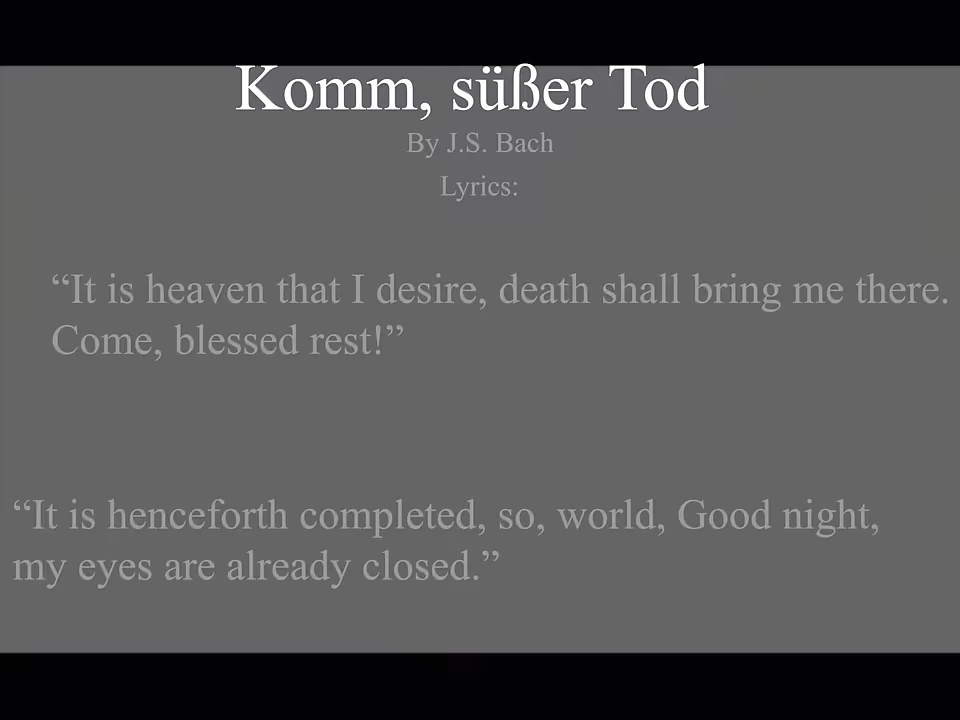 Komm, süßer Tod
By J.S. Bach
Lyrics:
“It is heaven that I desire, death shall bring me there.
Come, blessed rest!”
“It is henceforth completed, so, world, Good night,
my eyes are already closed.”